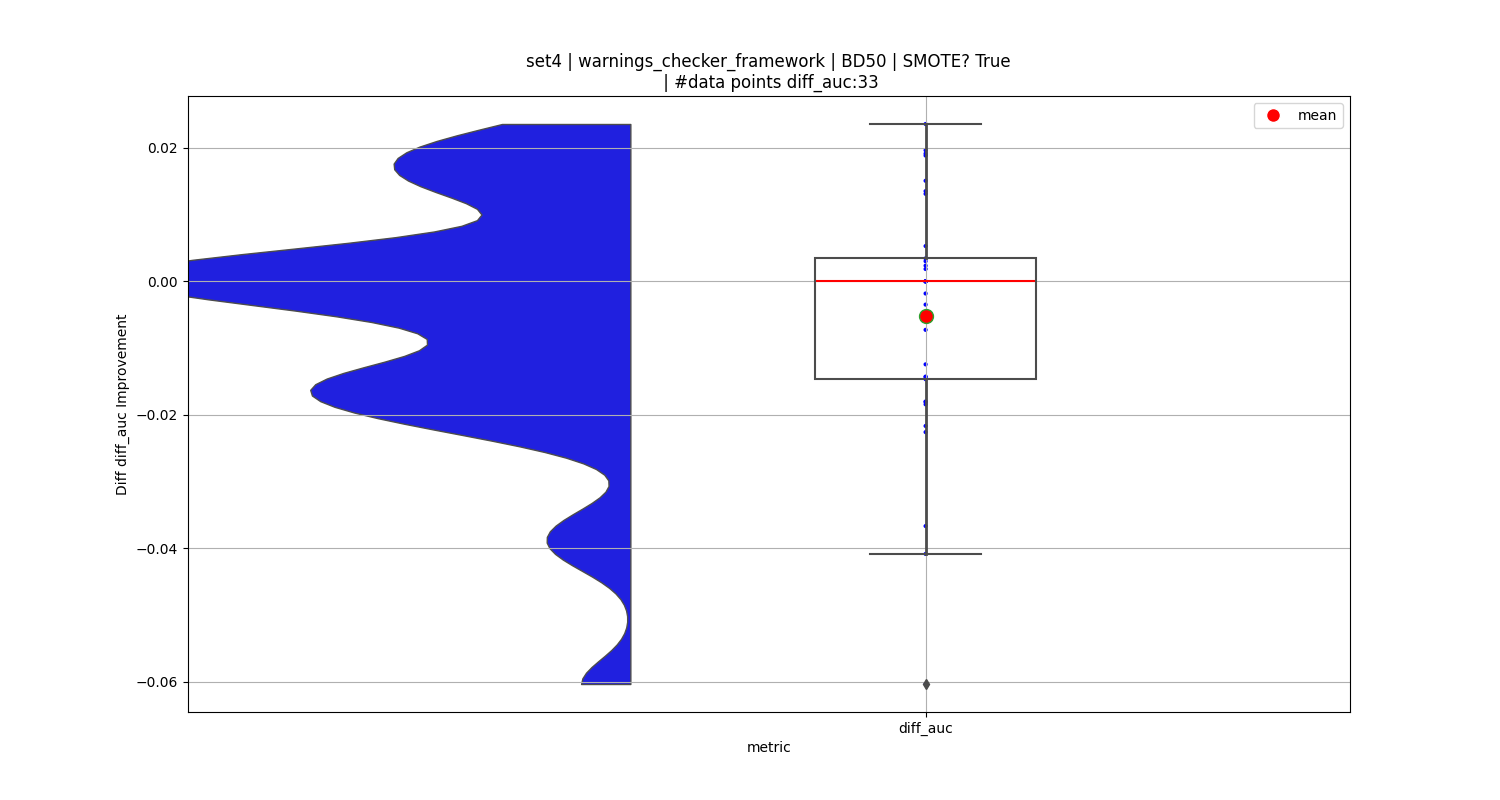 set4 | warnings_checker_framework | BD50 | SMOTE? True
| #data points diff_auc:33
mean
Diff diff_auc Improvement
0.02
0.00
−0.02
−0.04
−0.06
diff_auc
metric